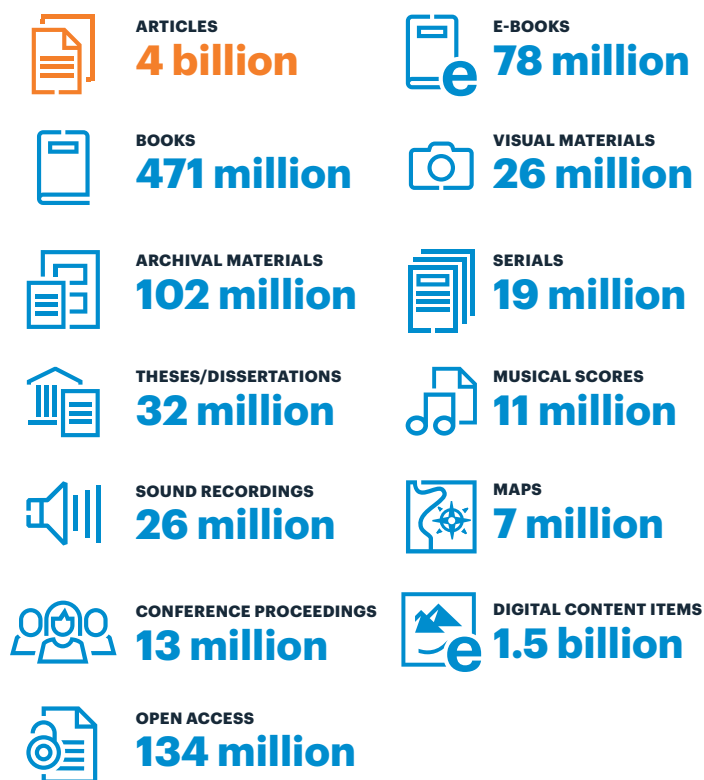 ARTICLES
4 billion
E-BOOKS
78 million
BOOKS
471 million
VISUAL MATERIALS
26 million
ARCHIVAL MATERIALS
102 million
SERIALS
19 million
THESES/DISSERTATIONS
32 million
MUSICAL SCORES
11 million
SOUND RECORDINGS
26 million
MAPS
7 million
CONFERENCE PROCEEDINGS
13 million
DIGITAL CONTENT ITEMS
1.5 billion
OPEN ACCESS
134 million